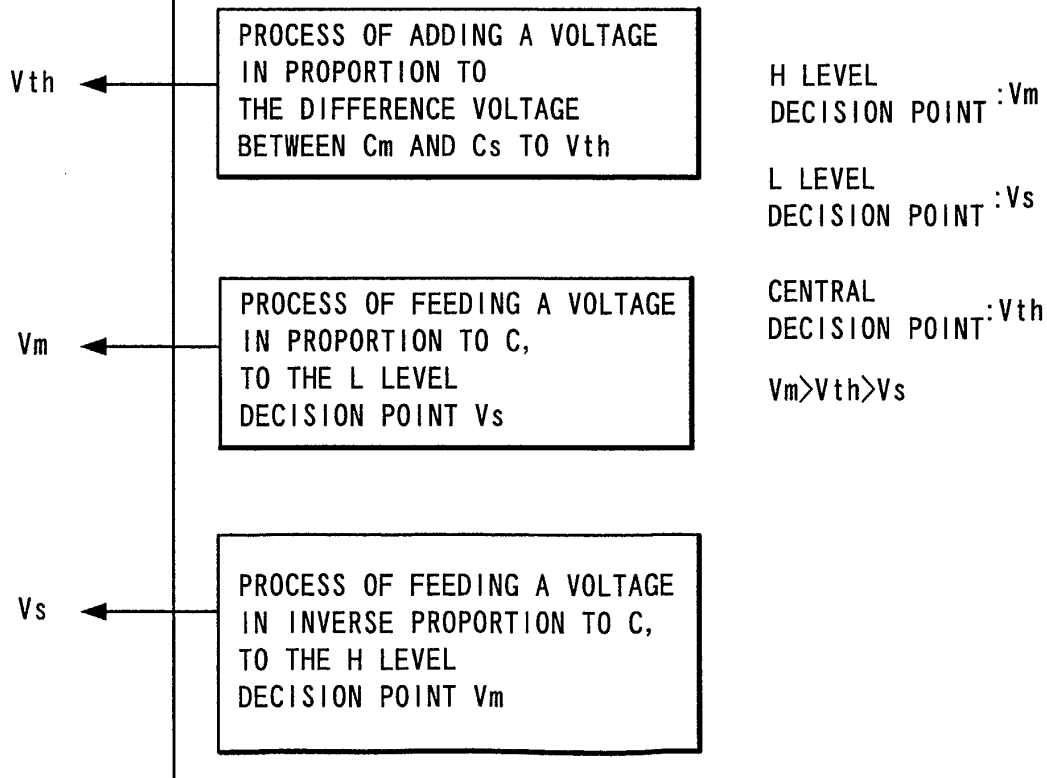 Vth
PROCESS OF ADDING A VOLTAGE
IN PROPORTION TO
THE DIFFERENCE VOLTAGE
BETWEEN Cm AND Cs TO Vth
Vm
PROCESS OF FEEDING A VOLTAGE
IN PROPORTION TO C,
TO THE L LEVEL
DECISION POINT Vs
Vs
PROCESS OF FEEDING A VOLTAGE
IN INVERSE PROPORTION TO C,
TO THE H LEVEL
DECISION POINT Vm
H LEVEL
DECISION POINT :Vm
L LEVEL
DECISION POINT :Vs
CENTRAL
DECISION POINT :Vth
Vm>Vth>Vs